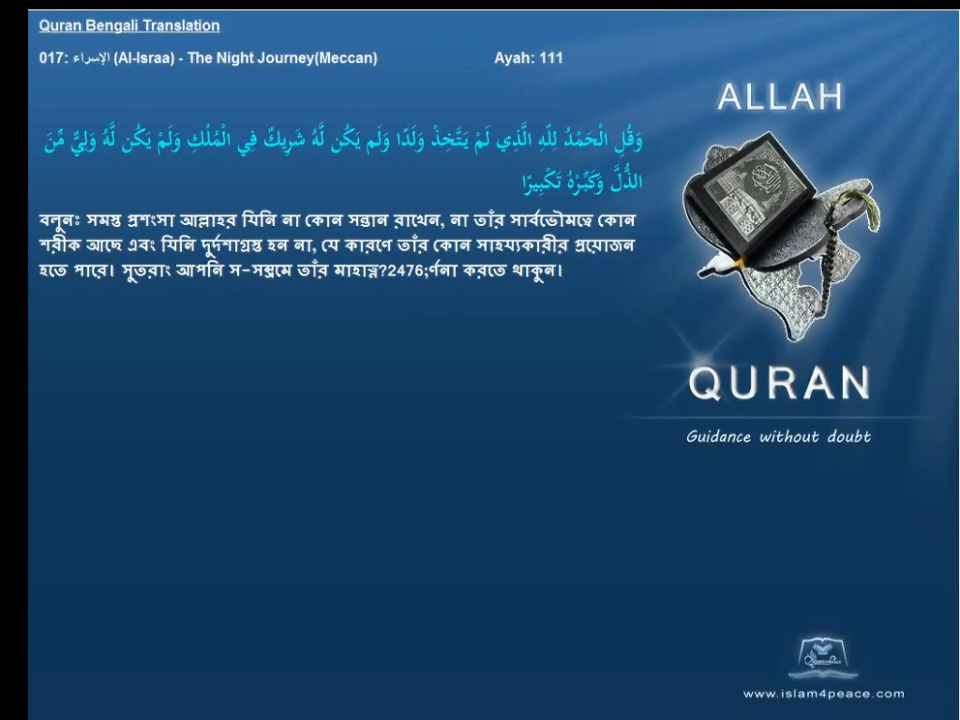 Quran Bengali Translation
017: الإسراء (Al-Israa) - The Night Journey(Meccan) Ayah: 111
وَقُلِ الْحَمْدُ لِلّهِ الَّذِي لَمْ يَتَّخِذْ وَلَدًا وَلَم يَكُن لَّهُ شَرِيكٌ فِي الْمُلْكِ وَلَمْ يَكُن لَّهُ وَلِيٌّ مِّنَ
الذُّلَّ وَكَبِّرْهُ تَكْبِيرًا
বলুনঃ সমস্ত প্রশংসা আল্লাহর যিনি না কোন সন্তান রাখেন, না তাঁর সার্বভৌমত্বে কোন
শরীক আছে এবং যিনি দুর্দশাগ্রস্ত হন না, যে কারণে তাঁর কোন সাহয্যকারীর প্রয়োজন
হতে পারে। সুতরাং আপনি স-সম্ভ্রমে তাঁর মাহাত্ন?2476;র্ণনা করতে থাকুন।
ALLAH
QURAN
Guidance without doubt
www.islam4peace.com